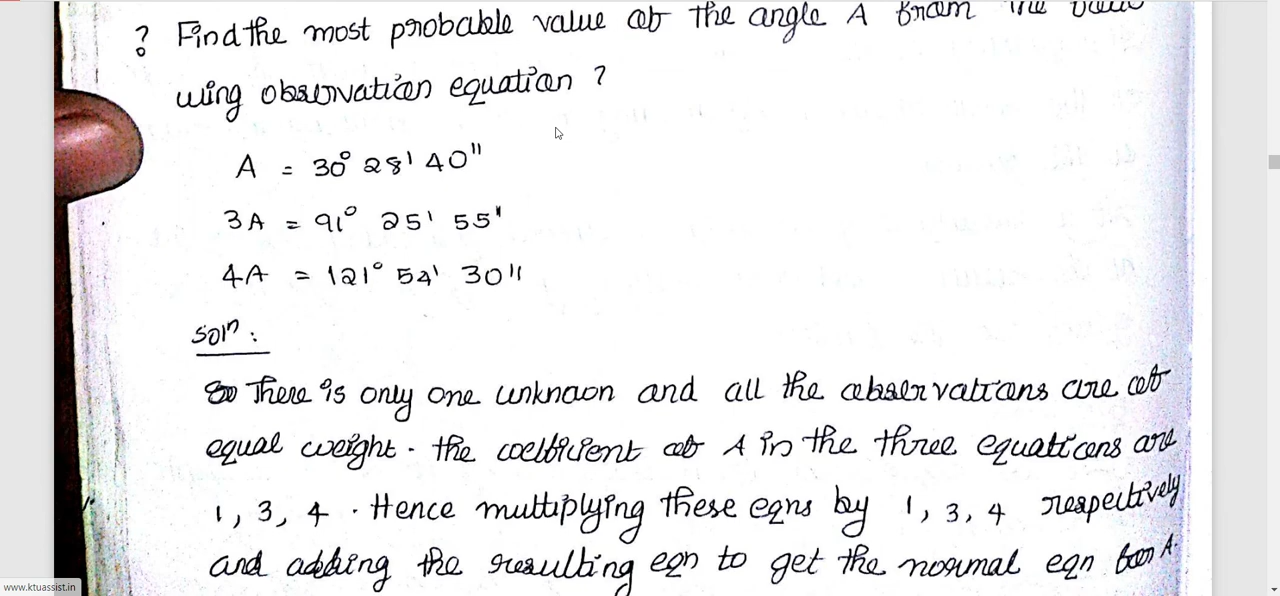 ? Find the most probable value of the angle A from the
wing observation equation ?
A = 30° 28' 40"
3A = 91° 25' 55"
4A = 121° 54' 30"
Soln :
There is only one unknown and all the observations are of
equal weight. the coefficient of A in the three equations are
1, 3, 4. Hence multiplying these eqns by 1, 3, 4 respectively
and adding the resulting eqn to get the normal eqn for A.
www.ktuassist.in